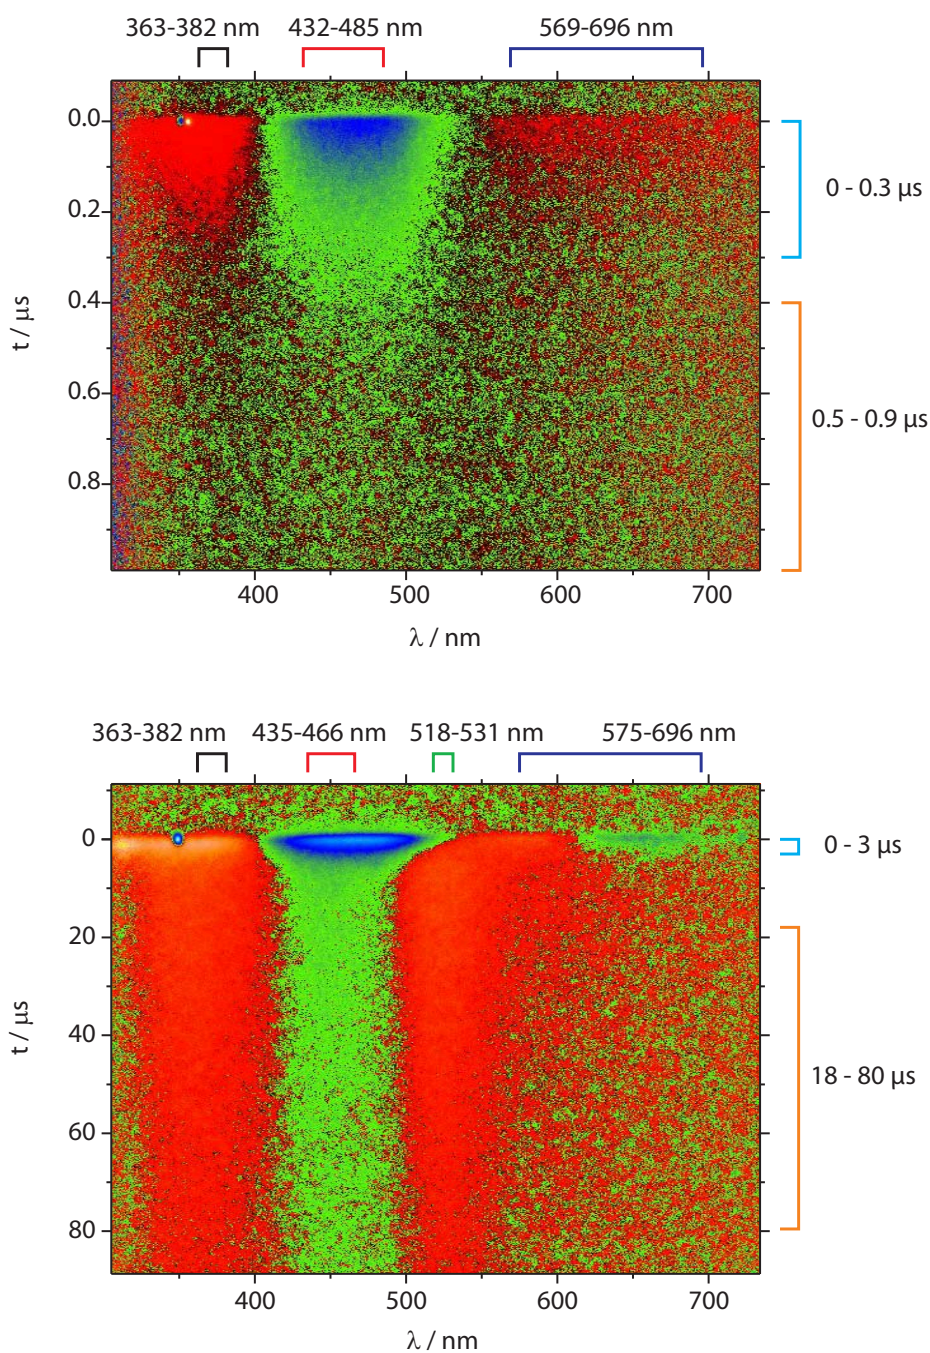 363-382 nm 432-485 nm 569-696 nm
0.0
0 - 0.3 µs
0.2
0.4
t / µs
0.5 - 0.9 µs
0.6
0.8
400 500 600 700
λ / nm
363-382 nm 435-466 nm 518-531 nm 575-696 nm
0
0 - 3 µs
20
40
t / µs
18 - 80 µs
60
80
400 500 600 700
λ / nm